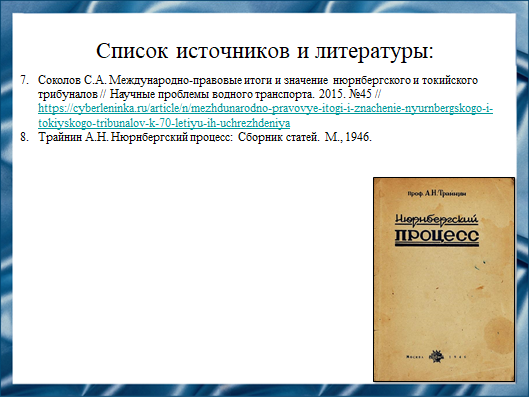 Список источников и литературы:
7. Соколов С.А. Международно-правовые итоги и значение нюрнбергского и токийского
трибуналов // Научные проблемы водного транспорта. 2015. №45 //
https://cyberleninka.ru/article/n/mezhdunarodno-pravovye-itogi-i-znachenie-nyurnbergskogo-i-
tokiyskogo-tribunalov-k-70-letiyu-ih-uchrezhdeniya
8. Трайнин А.Н. Нюрнбергский процесс: Сборник статей. М., 1946.
Проф. А.Н. Трайнин
Нюрнбергский
ПРОЦЕСС
Москва 1946